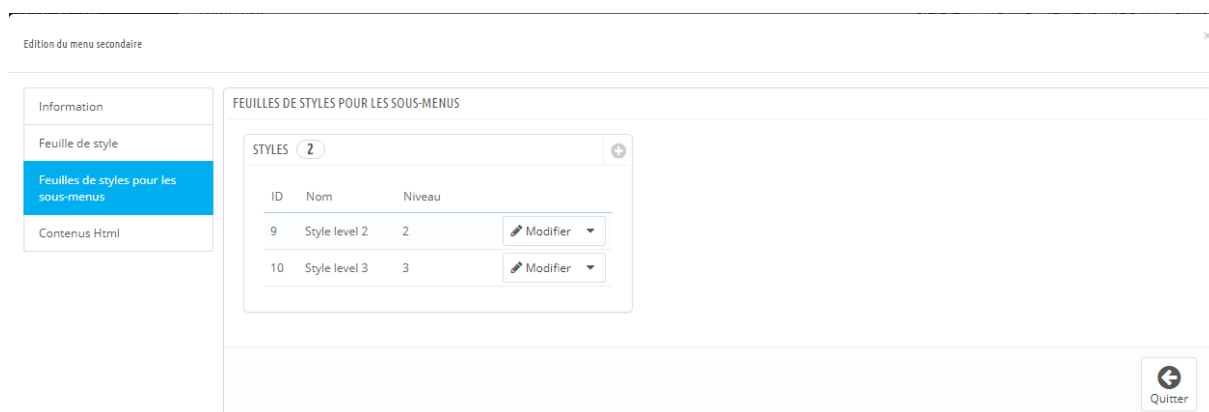 Edition du menu secondaire
Information
Feuille de style
Feuilles de styles pour les
sous-menus
Contenus Html
FEUILLES DE STYLES POUR LES SOUS-MENUS
STYLES 2
ID Nom Niveau
9 Style level 2 2 Modifier
10 Style level 3 3 Modifier
Quitter